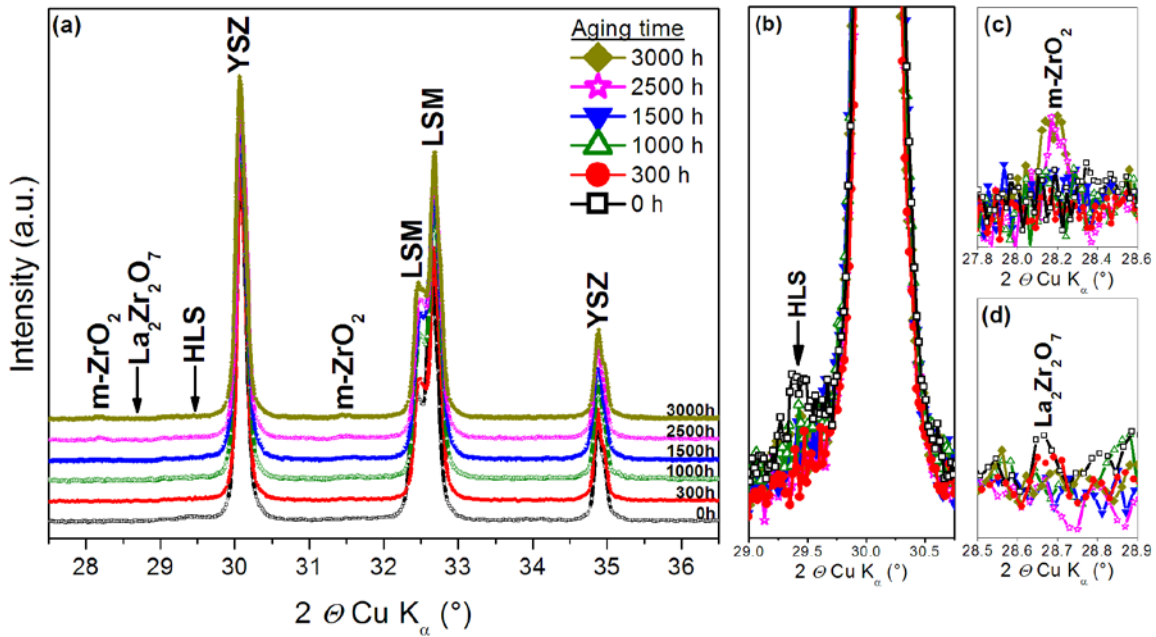 (a)
YSZ
LSM
LSM
YSZ
m-ZrO2
La2Zr2O7
HLS
m-ZrO2
Aging time
3000 h
2500 h
1500 h
1000 h
300 h
0 h
3000h
2500h
1500h
1000h
300h
0h
Intensity (a.u.)
28 29 30 31 32 33 34 35 36
2 Θ Cu Kα (°)
(b)
HLS
29.0 29.5 30.0 30.5
2 Θ Cu Kα (°)
(c)
m-ZrO2
27.8 28.0 28.2 28.4 28.6
2 Θ Cu Kα (°)
(d)
La2Zr2O7
28.5 28.6 28.7 28.8 28.9
2 Θ Cu Kα (°)